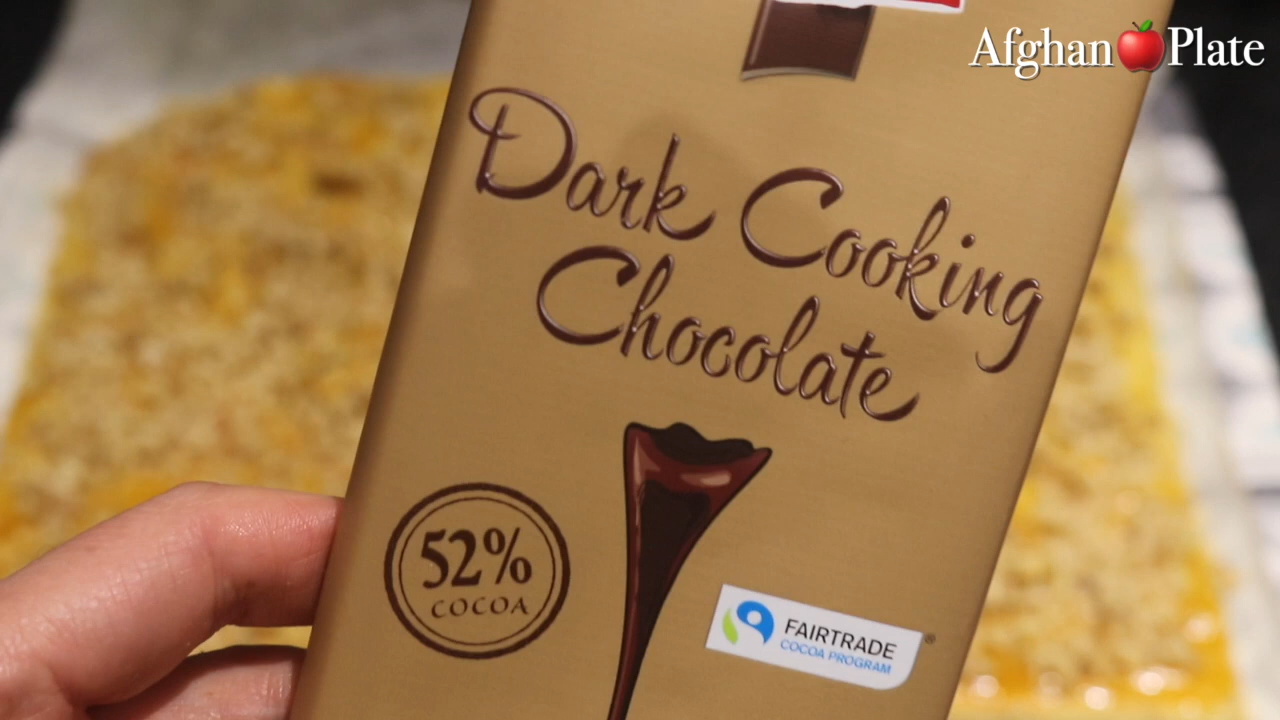 Afghan Plate
Dark Cooking
Chocolate
52%
COCOA
FAIRTRADE
COCOA PROGRAM